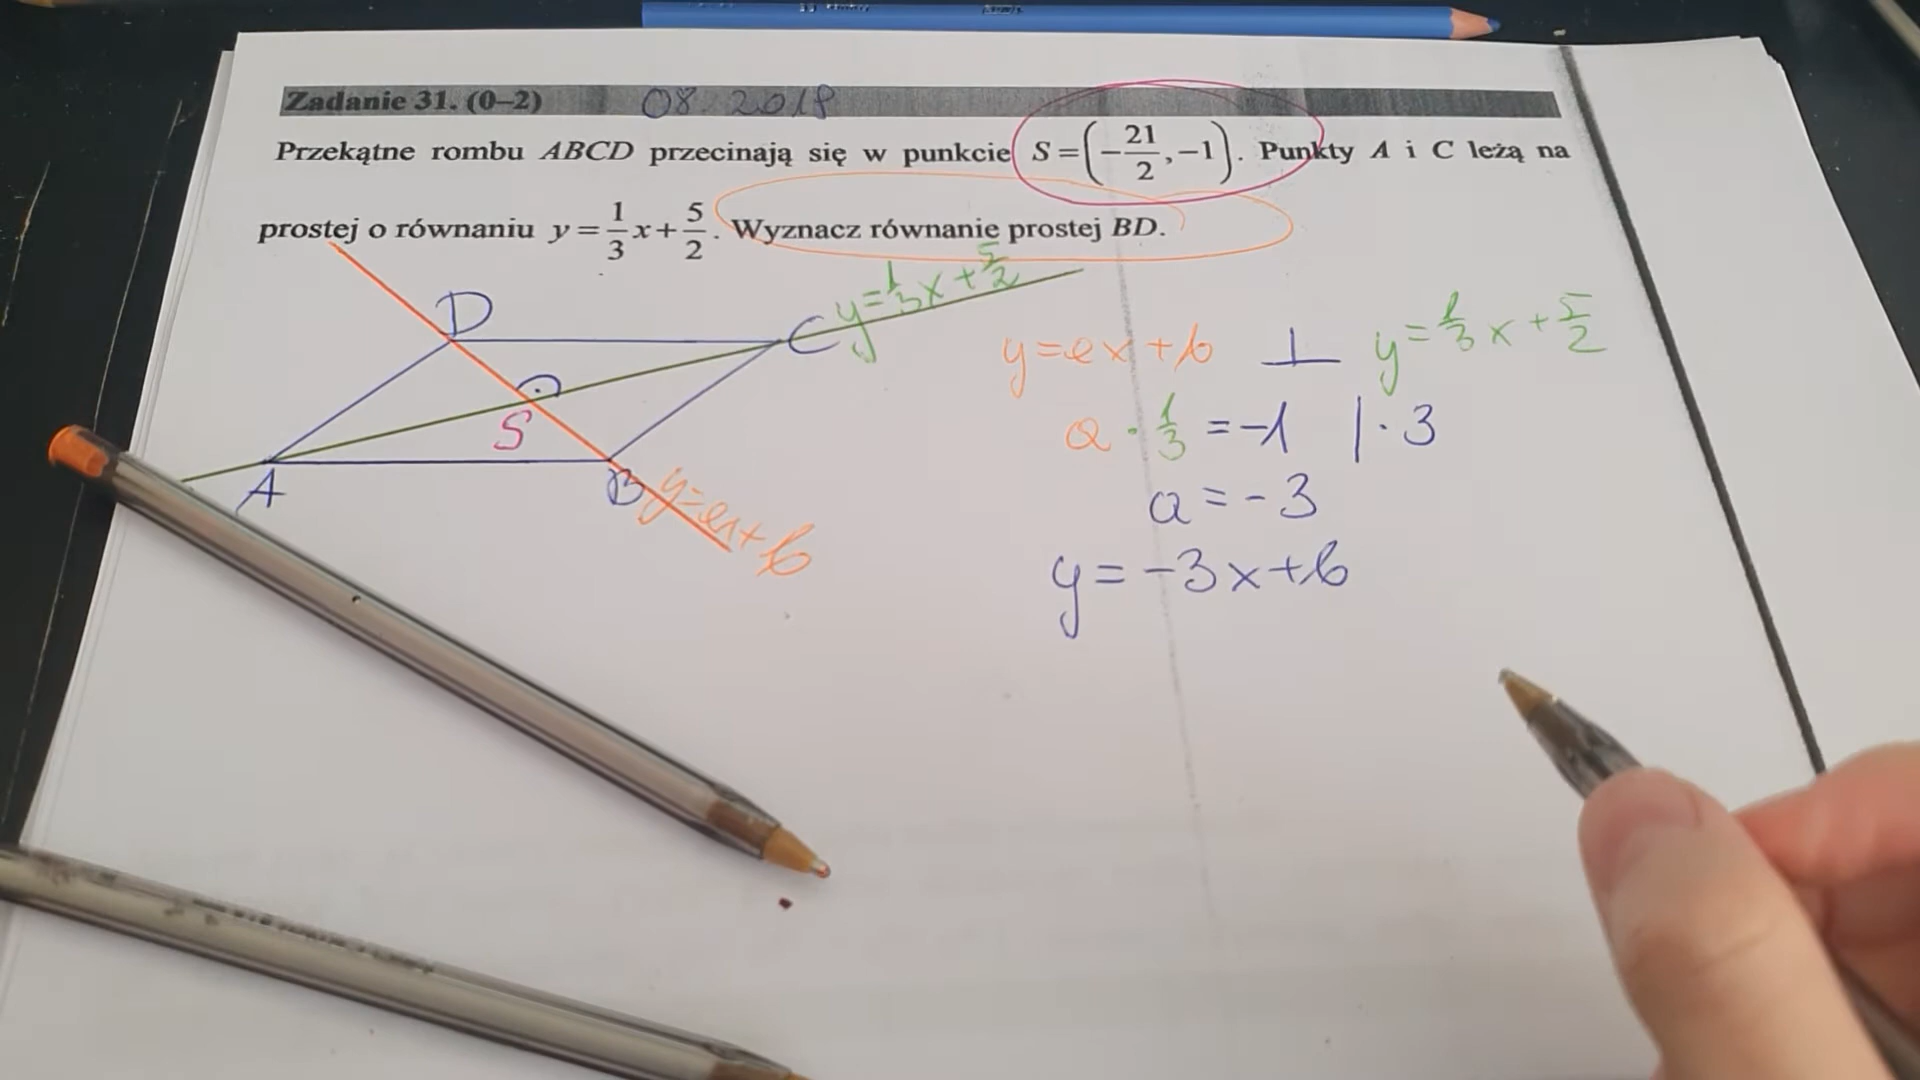 Zadanie 31. (0–2) 08.2018
Przekątne rombu ABCD przecinają się w punkcie S=(-21/2,-1). Punkty A i C leżą na
prostej o równaniu y=1/3x+5/2. Wyznacz równanie prostej BD.
D
C
y=1/3x+5/2
S
A
B
y=ax+b
y=ax+b ⊥ y=1/3x+5/2
a·1/3=-1 |·3
a=-3
y=-3x+b